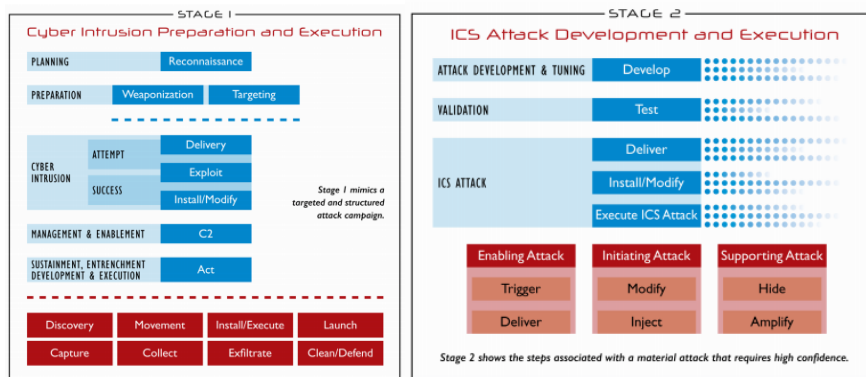 STAGE 1
Cyber Intrusion Preparation and Execution
PLANNING
Reconnaissance
PREPARATION
Weaponization
Targeting
CYBER
INTRUSION
ATTEMPT
SUCCESS
Delivery
Exploit
Install/Modify
Stage 1 mimics a
targeted and structured
attack campaign.
MANAGEMENT & ENABLEMENT
C2
SUSTAINMENT, ENTRENCHMENT
DEVELOPMENT & EXECUTION
Act
Discovery
Movement
Install/Execute
Launch
Capture
Collect
Exfiltrate
Clean/Defend
STAGE 2
ICS Attack Development and Execution
ATTACK DEVELOPMENT & TUNING
Develop
VALIDATION
Test
ICS ATTACK
Deliver
Install/Modify
Execute ICS Attack
Enabling Attack
Trigger
Deliver
Initiating Attack
Modify
Inject
Supporting Attack
Hide
Amplify
Stage 2 shows the steps associated with a material attack that requires high confidence.